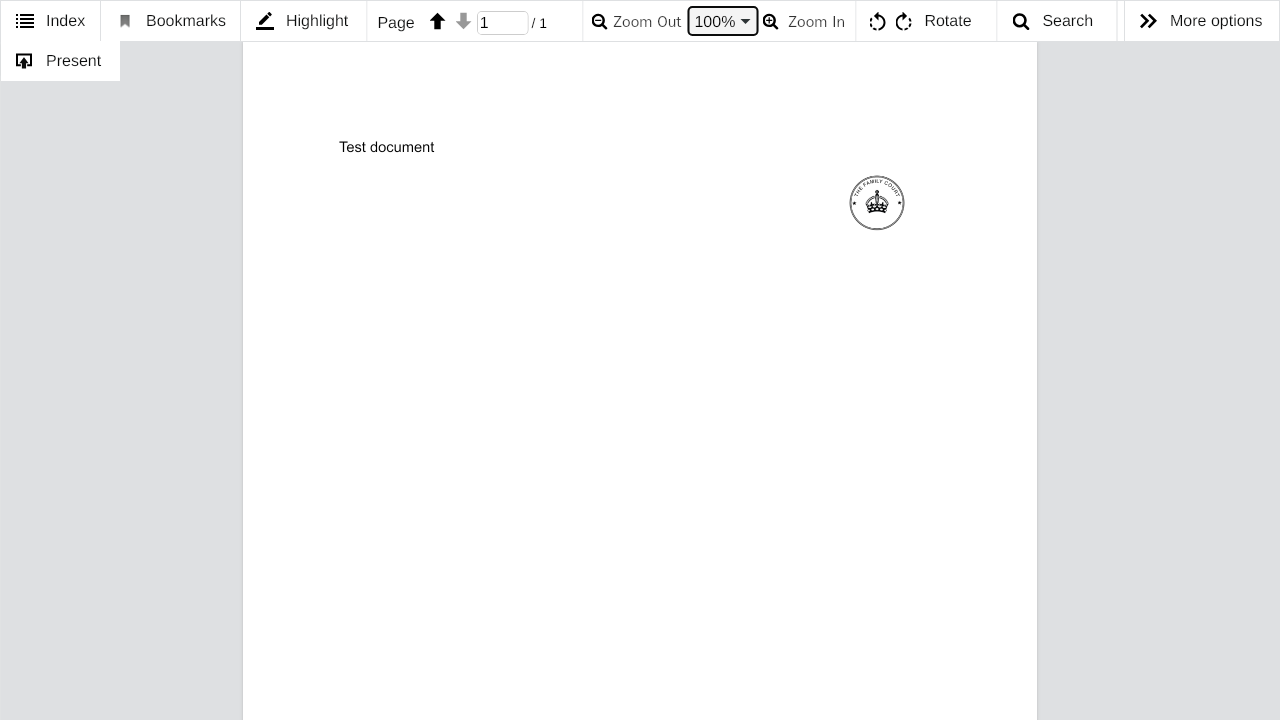 Index
Bookmarks
Highlight
Page
1
/ 1
Zoom Out
100%
Zoom In
Rotate
Search
More options
Present
Test document
THE FAMILY COURT